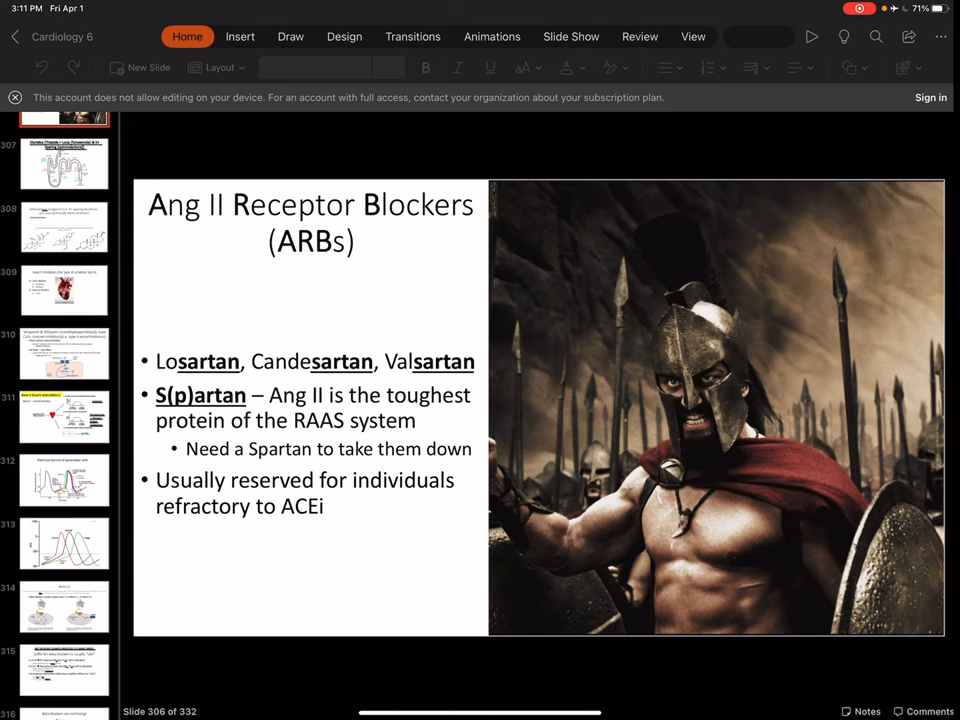 3:11 PM Fri Apr 1
71%
Cardiology 6
Home Insert Draw Design Transitions Animations Slide Show Review View
New Slide Layout
B I U aA A
This account does not allow editing on your device. For an account with full access, contact your organization about your subscription plan.
Sign in
307
308
309
310
311
312
313
314
315
316
Ang II Receptor Blockers
(ARBs)
• Losartan, Candesartan, Valsartan
• S(p)artan – Ang II is the toughest
protein of the RAAS system
• Need a Spartan to take them down
• Usually reserved for individuals
refractory to ACEi
Slide 306 of 332
Notes Comments